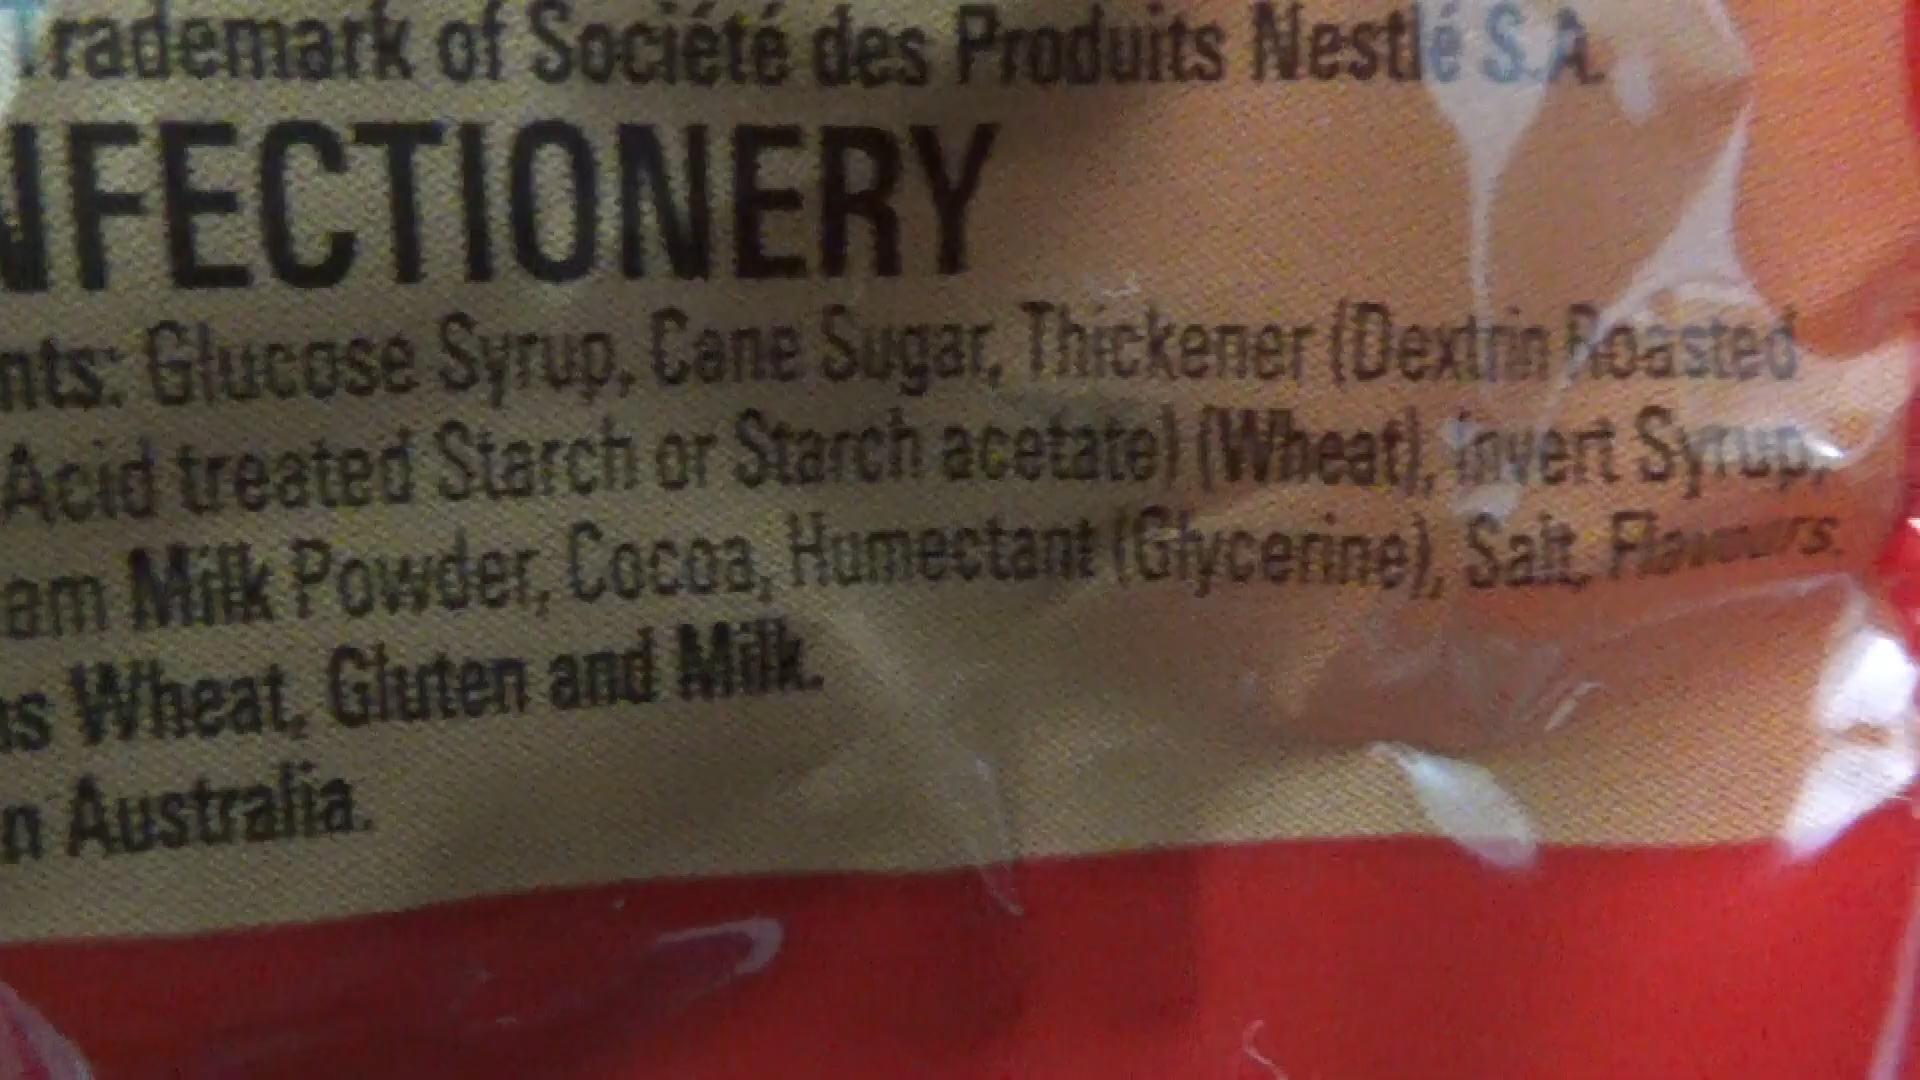 Trademark of Société des Produits Nestlé S.A.
NFECTIONERY
nts: Glucose Syrup, Cane Sugar, Thickener (Dextrin Roasted
Acid treated Starch or Starch acetate) (Wheat), Invert Syrup,
am Milk Powder, Cocoa, Humectant (Glycerine), Salt, Flavours.
ns Wheat, Gluten and Milk.
n Australia.